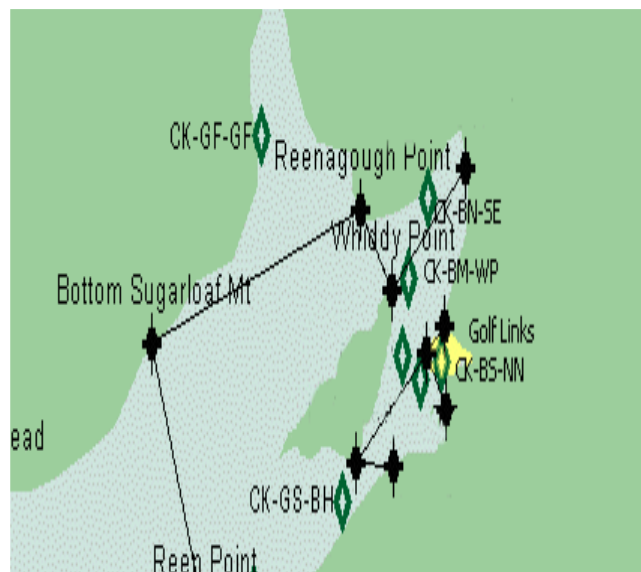 CK-GF-GF
Reenagough Point
CK-BN-SE
Whiddy Point
CK-BM-WP
Bottom Sugarloaf Mt
Golf Links
CK-BS-NN
ead
CK-GS-BH
Reen Point